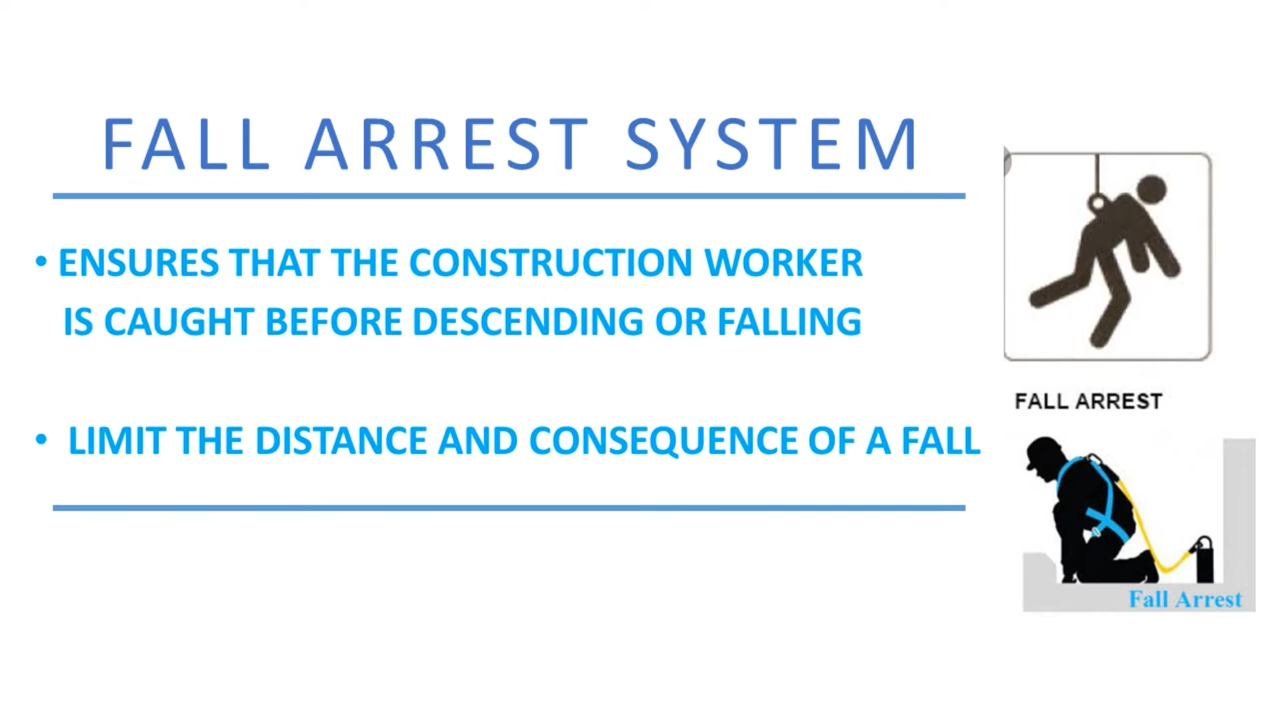 FALL ARREST SYSTEM
• ENSURES THAT THE CONSTRUCTION WORKER
IS CAUGHT BEFORE DESCENDING OR FALLING
• LIMIT THE DISTANCE AND CONSEQUENCE OF A FALL
FALL ARREST
Fall Arrest